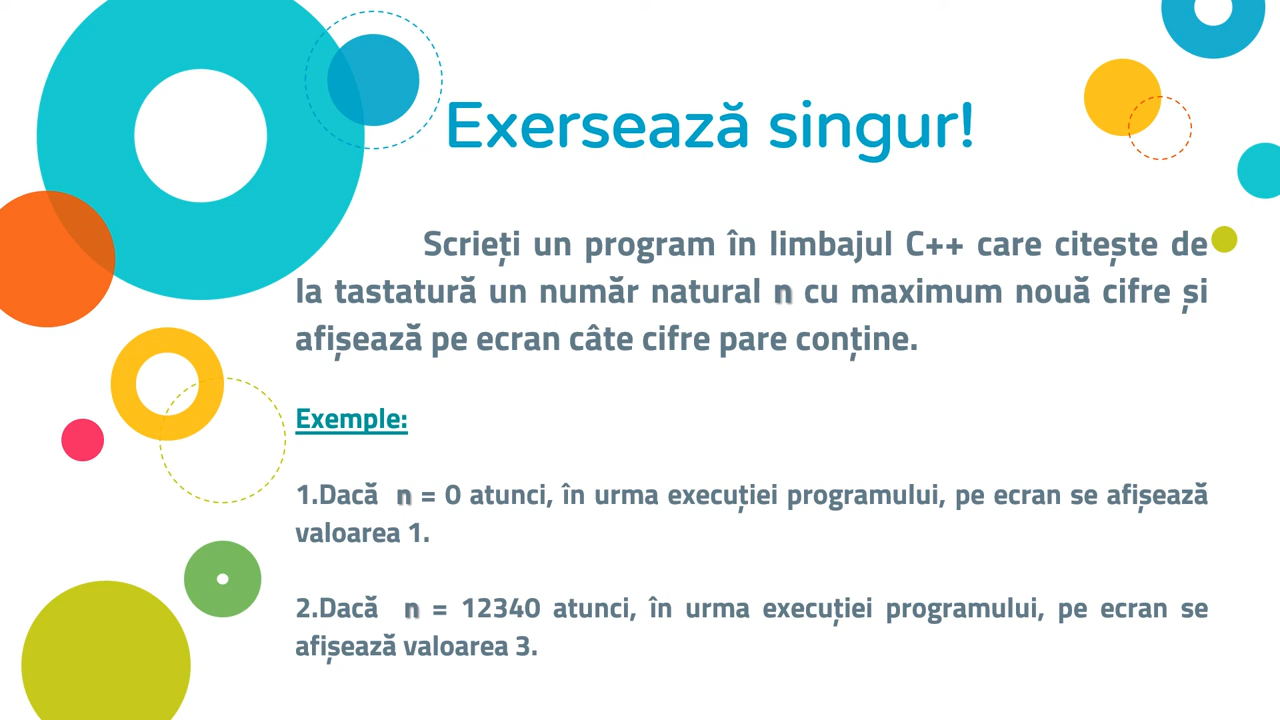 Exersează singur!
Scrieți un program în limbajul C++ care citește de
la tastatură un număr natural n cu maximum nouă cifre și
afișează pe ecran câte cifre pare conține.
Exemple:
1.Dacă n = 0 atunci, în urma execuției programului, pe ecran se afișează
valoarea 1.
2.Dacă n = 12340 atunci, în urma execuției programului, pe ecran se
afișează valoarea 3.